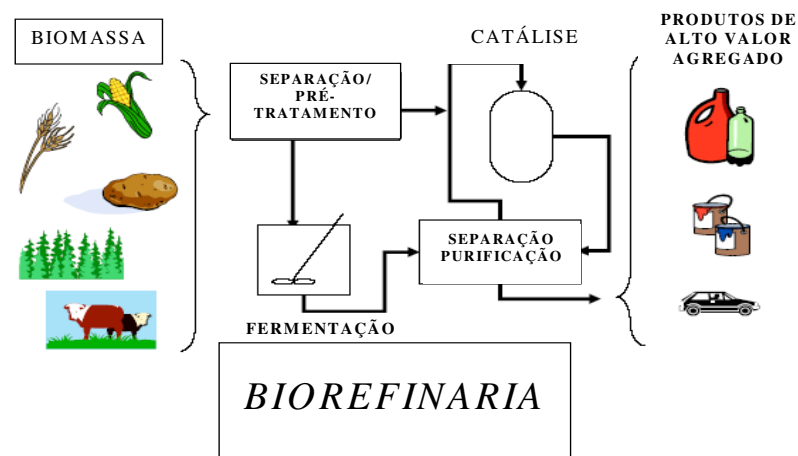 BIOMASSA
SEPARAÇÃO/
PRÉ-
TRATAMENTO
CATÁLISE
PRODUTOS DE
ALTO VALOR
AGREGADO
SEPARAÇÃO
PURIFICAÇÃO
FERMENTAÇÃO
BIOREFINARIA